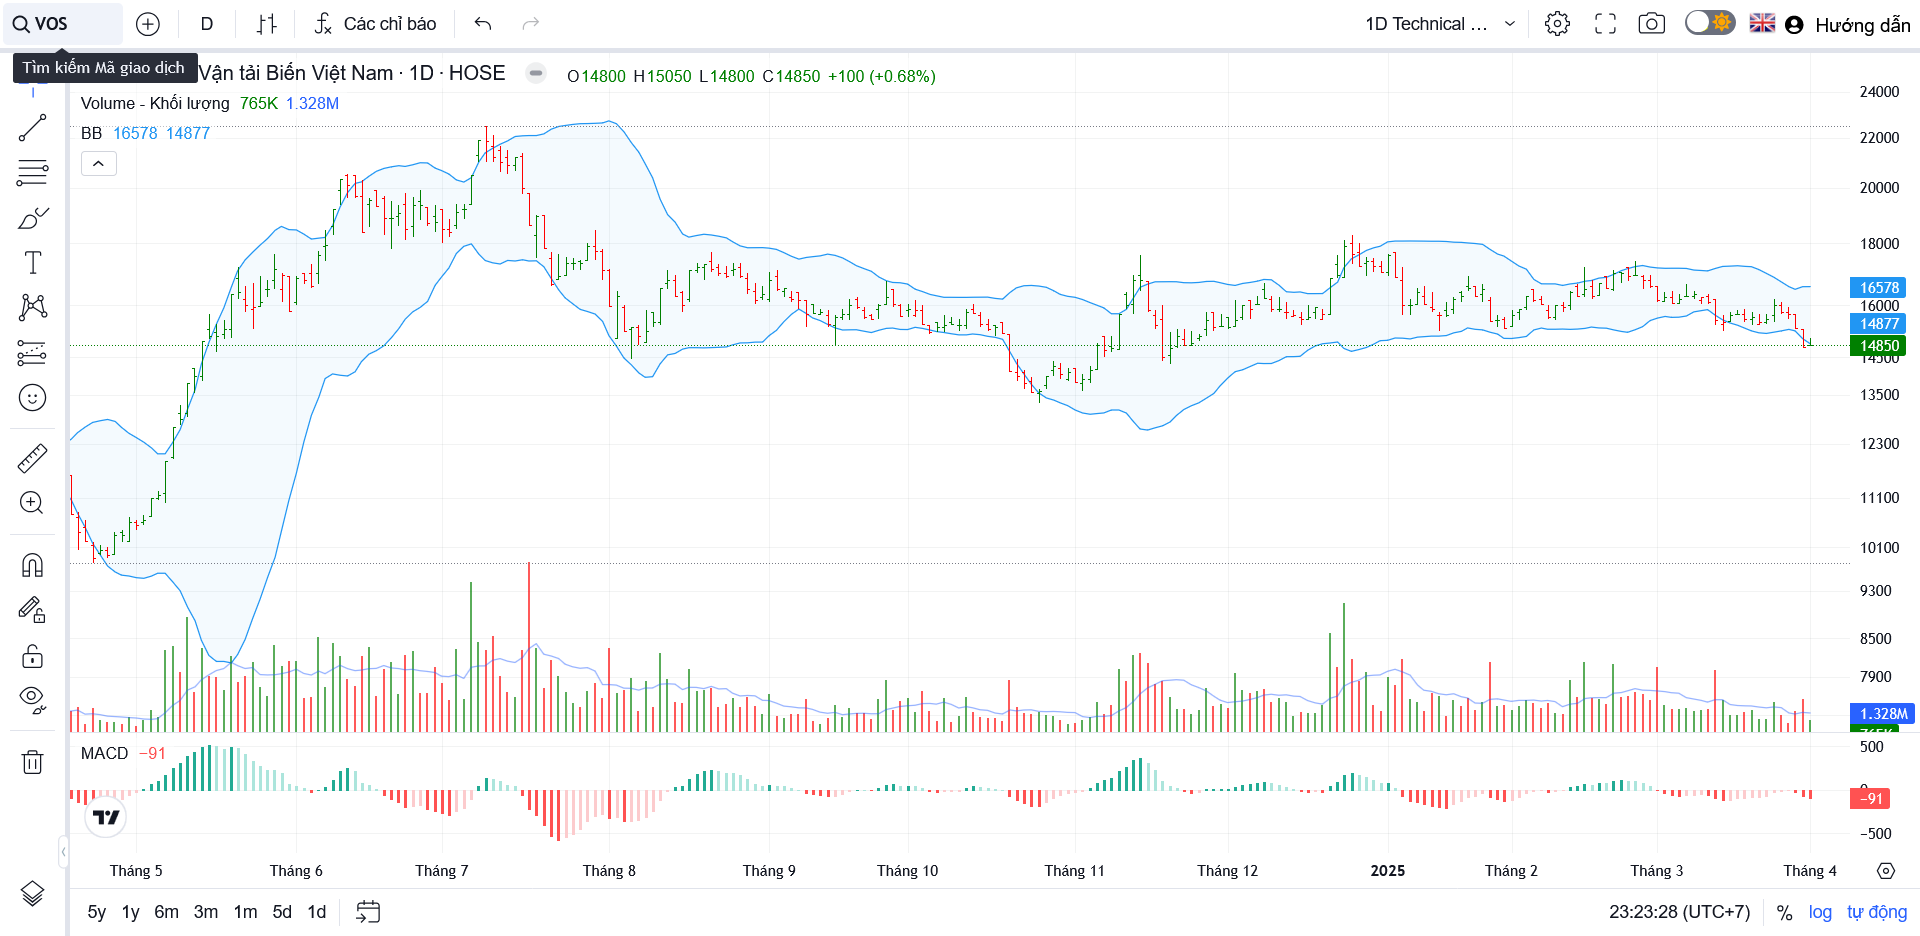 VOS
D
Các chỉ báo
1D Technical ...
Hướng dẫn
Tìm kiếm Mã giao dịch
Vận tải Biến Việt Nam · 1D · HOSE
O14800 H15050 L14800 C14850 +100 (+0.68%)
Volume - Khối lượng 765K 1.328M
BB 16578 14877
24000
22000
20000
18000
16578
16000
14877
14850
14500
13500
12300
11100
10100
9300
8500
7900
1.328M
765K
MACD −91
500
0
−91
−500
Tháng 5
Tháng 6
Tháng 7
Tháng 8
Tháng 9
Tháng 10
Tháng 11
Tháng 12
2025
Tháng 2
Tháng 3
Tháng 4
5y 1y 6m 3m 1m 5d 1d
23:23:28 (UTC+7)
% log tự động